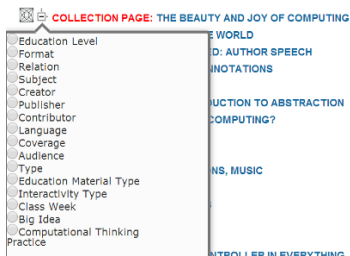 COLLECTION PAGE: THE BEAUTY AND JOY OF COMPUTING
E WORLD
Education Level
ED: AUTHOR SPEECH
Format
Relation
NNOTATIONS
Subject
Creator
Publisher
DUCTION TO ABSTRACTION
Contributor
COMPUTING?
Language
Coverage
Audience
Type
NS, MUSIC
Education Material Type
Interactivity Type
Class Week
Big Idea
Computational Thinking
Practice
NTROLLER IN EVERYTHING